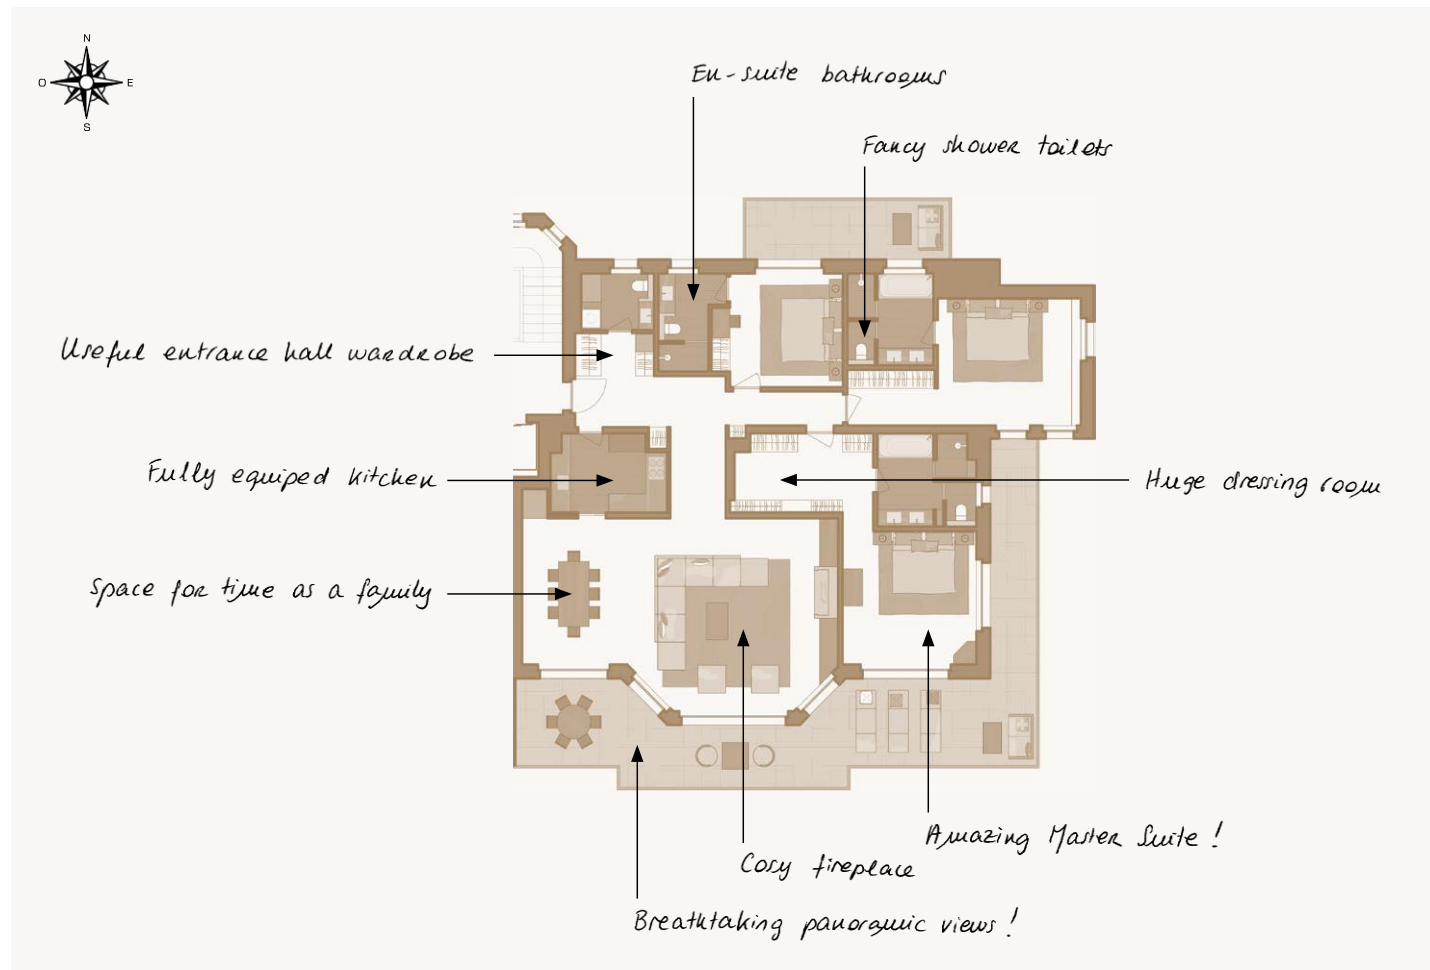 N
O E
S
En-suite bathrooms
Fancy shower toilets
Useful entrance hall wardrobe
Fully equiped kitchen
Huge dressing room
Space for time as a family
Amazing Master Suite!
Cosy fireplace
Breathtaking panoramic views!